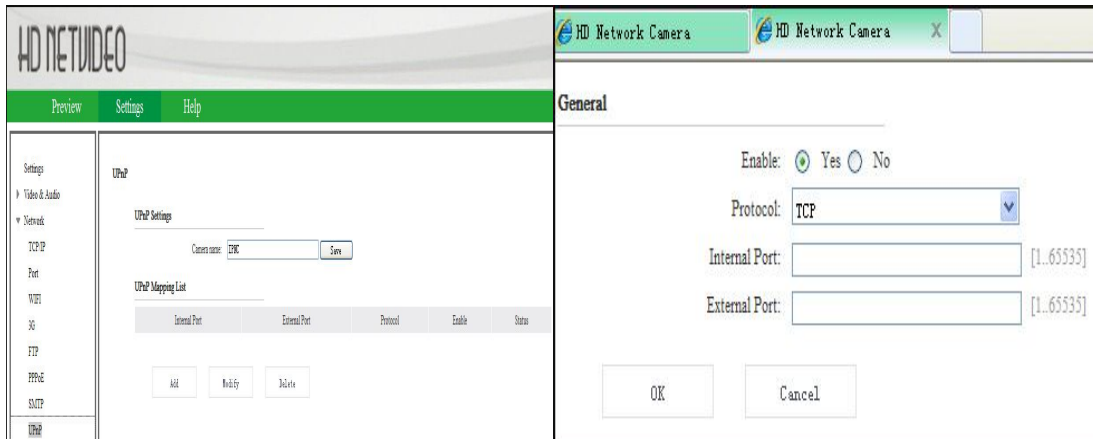 HD NETVIDEO
Preview Settings Help
Settings
Video & Audio
Network
TCP/IP
Port
WIFI
3G
FTP
PPPoE
SMTP
UPnP
UPnP
UPnP Settings
Camera name: IPNC Save
UPnP Mapping List
Internal Port External Port Protocol Enable Status
Add Modify Delete
HD Network Camera HD Network Camera X
General
Enable: Yes No
Protocol: TCP
Internal Port: [1..65535]
External Port: [1..65535]
OK Cancel